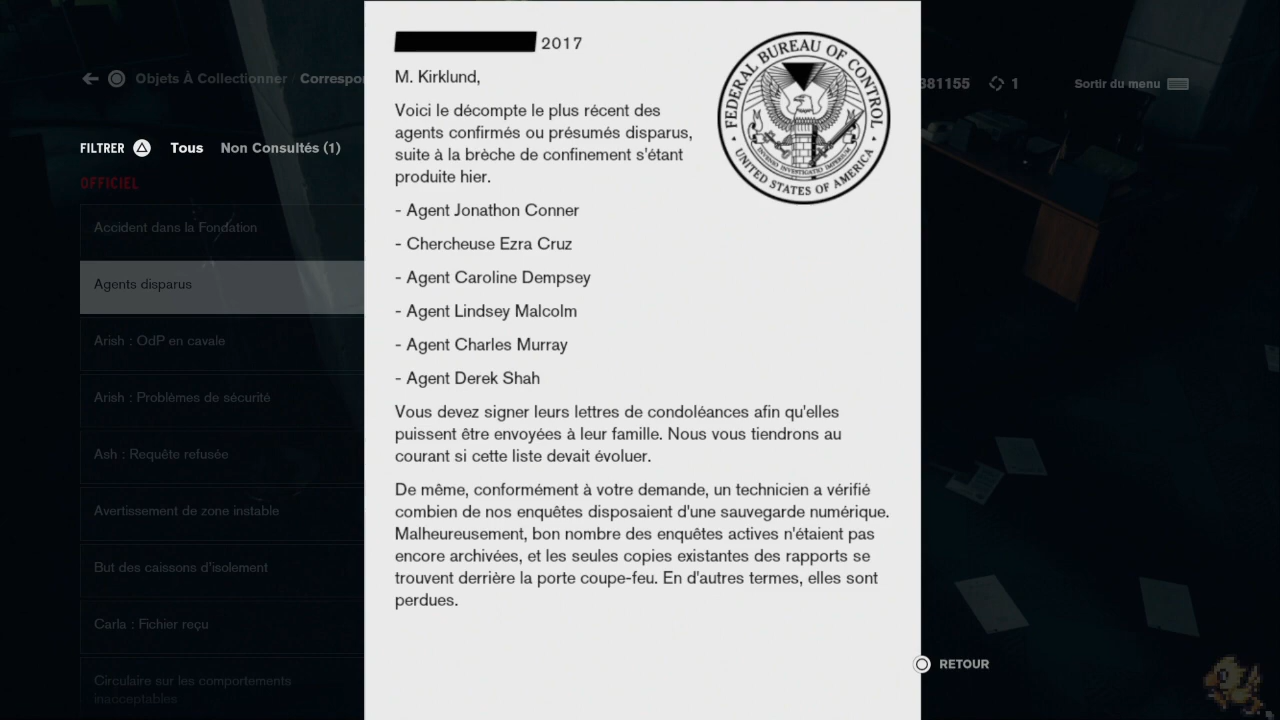 Objets À Collectionner / Correspo
381155
1
Sortir du menu
FILTRER
Tous
Non Consultés (1)
OFFICIEL
Accident dans la Fondation
Agents disparus
Arish : OdP en cavale
Arish : Problèmes de sécurité
Ash : Requête refusée
Avertissement de zone instable
But des caissons d'isolement
Carla : Fichier reçu
Circulaire sur les comportements
inacceptables
2017
FEDERAL BUREAU OF CONTROL
UNITED STATES OF AMERICA
M. Kirklund,
Voici le décompte le plus récent des
agents confirmés ou présumés disparus,
suite à la brèche de confinement s'étant
produite hier.
- Agent Jonathon Conner
- Chercheuse Ezra Cruz
- Agent Caroline Dempsey
- Agent Lindsey Malcolm
- Agent Charles Murray
- Agent Derek Shah
Vous devez signer leurs lettres de condoléances afin qu'elles
puissent être envoyées à leur famille. Nous vous tiendrons au
courant si cette liste devait évoluer.
De même, conformément à votre demande, un technicien a vérifié
combien de nos enquêtes disposaient d'une sauvegarde numérique.
Malheureusement, bon nombre des enquêtes actives n'étaient pas
encore archivées, et les seules copies existantes des rapports se
trouvent derrière la porte coupe-feu. En d'autres termes, elles sont
perdues.
RETOUR